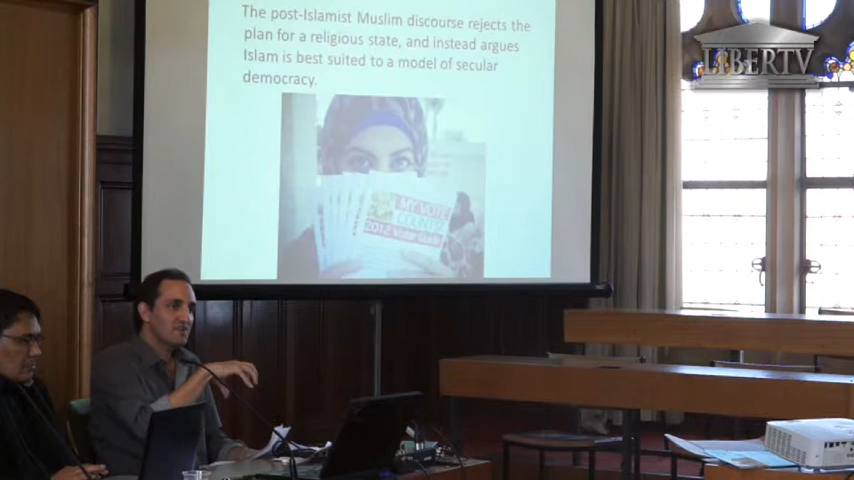 The post-Islamist Muslim discourse rejects the
plan for a religious state, and instead argues
Islam is best suited to a model of secular
democracy.
LIBERTV
MY VOTE
COUNTS!
2012 Voter Guide